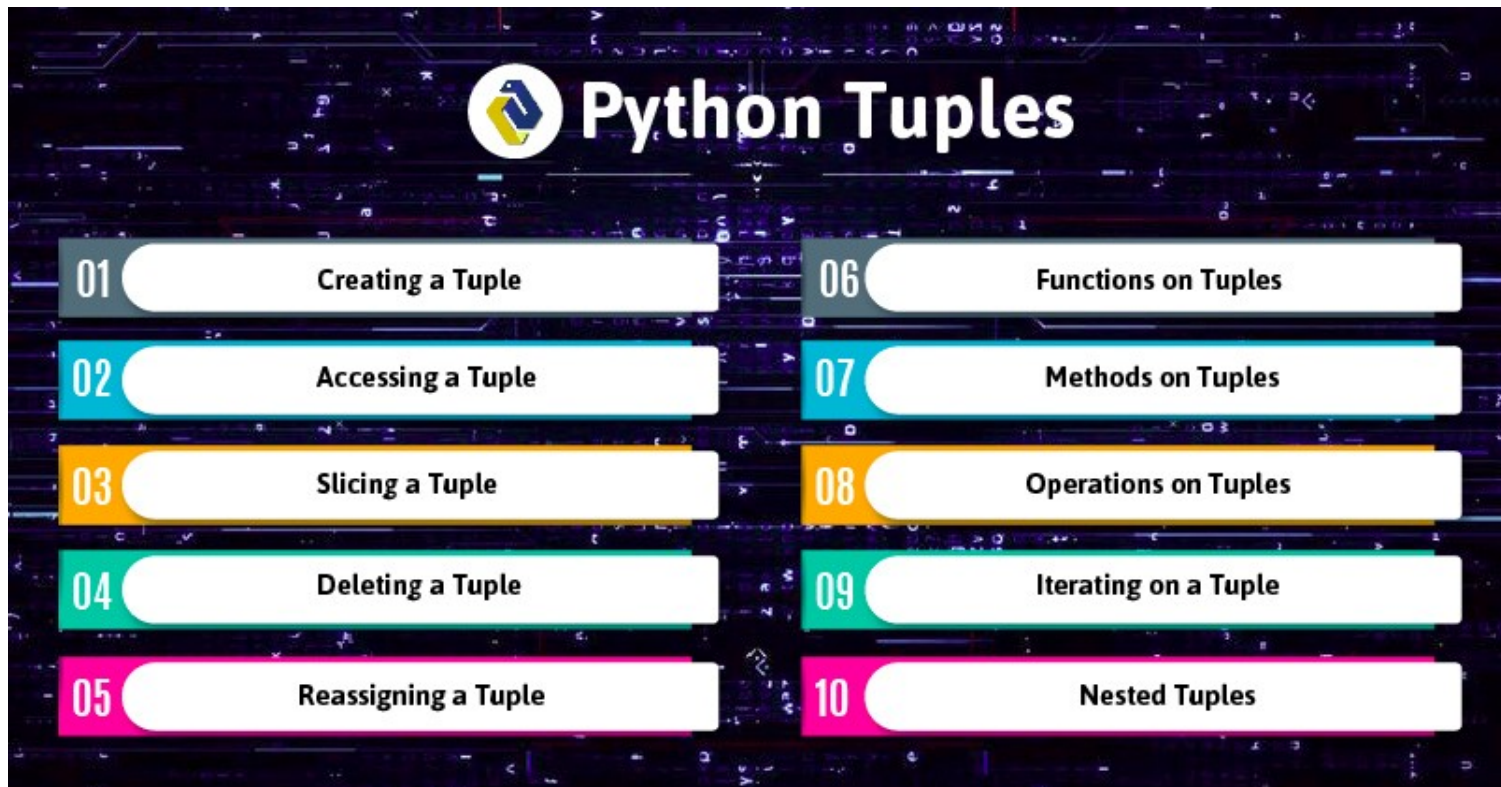 Python Tuples
01 Creating a Tuple
02 Accessing a Tuple
03 Slicing a Tuple
04 Deleting a Tuple
05 Reassigning a Tuple
06 Functions on Tuples
07 Methods on Tuples
08 Operations on Tuples
09 Iterating on a Tuple
10 Nested Tuples